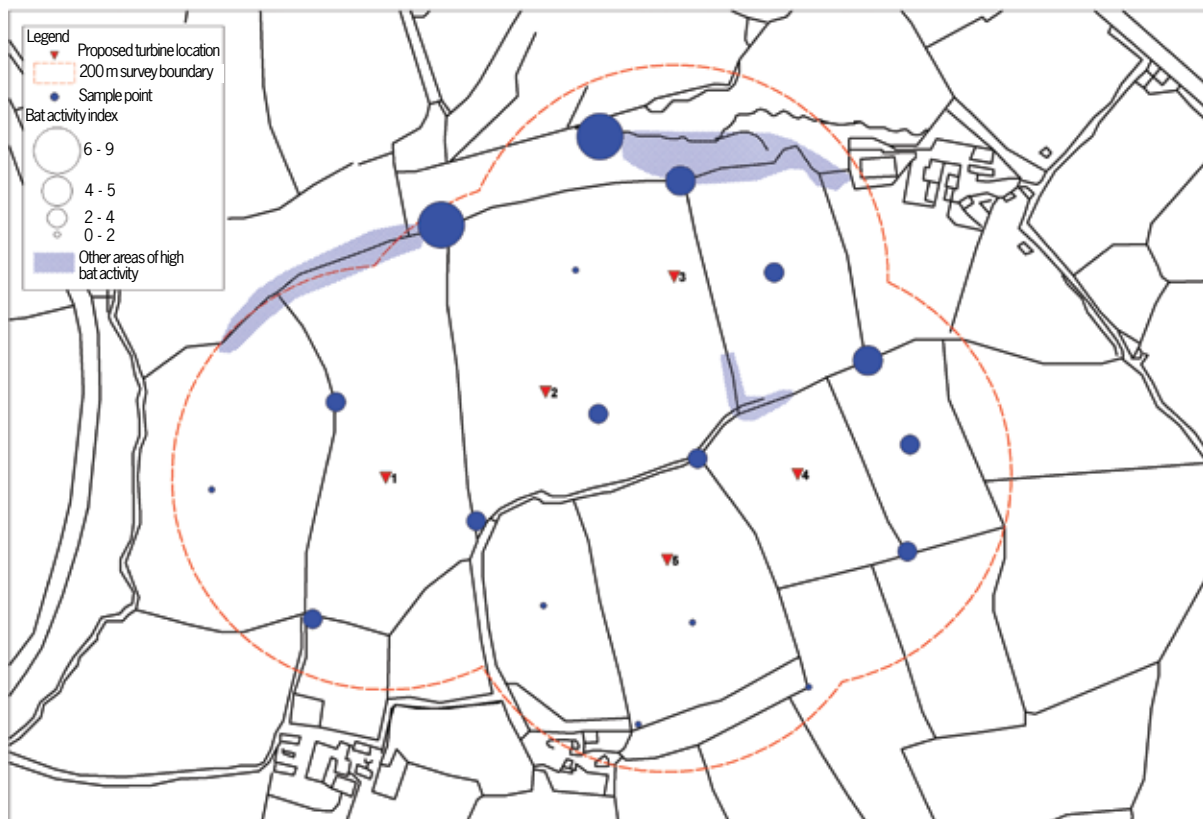 Legend
Proposed turbine location
200 m survey boundary
Sample point
Bat activity index
6 - 9
4 - 5
2 - 4
0 - 2
Other areas of high
bat activity
3
2
1
4
5